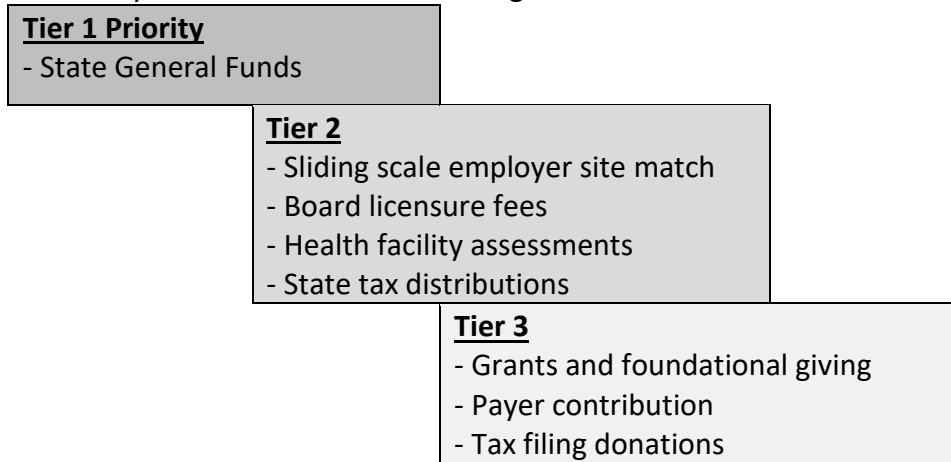 Tier 1 Priority
- State General Funds
Tier 2
- Sliding scale employer site match
- Board licensure fees
- Health facility assessments
- State tax distributions
Tier 3
- Grants and foundational giving
- Payer contribution
- Tax filing donations